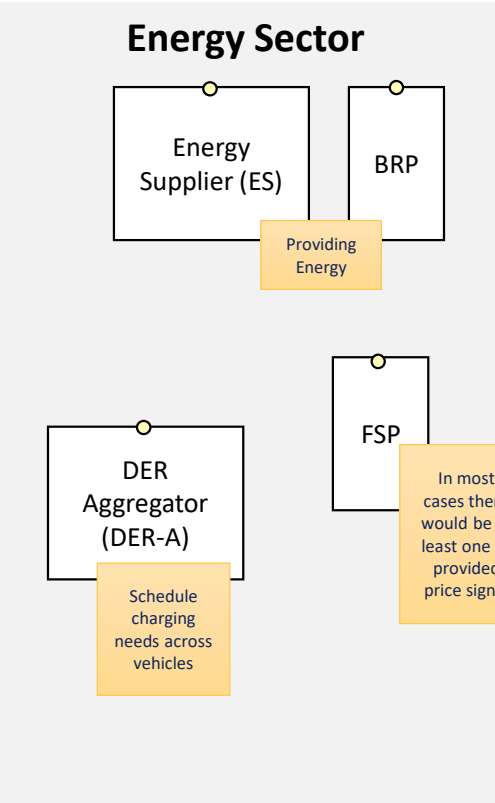 Energy Sector
Energy
Supplier (ES)
BRP
Providing
Energy
FSP
In most
cases
would be
least one
price
DER
Aggregator
(DER-A)
Schedule
charging
needs across
vehicles